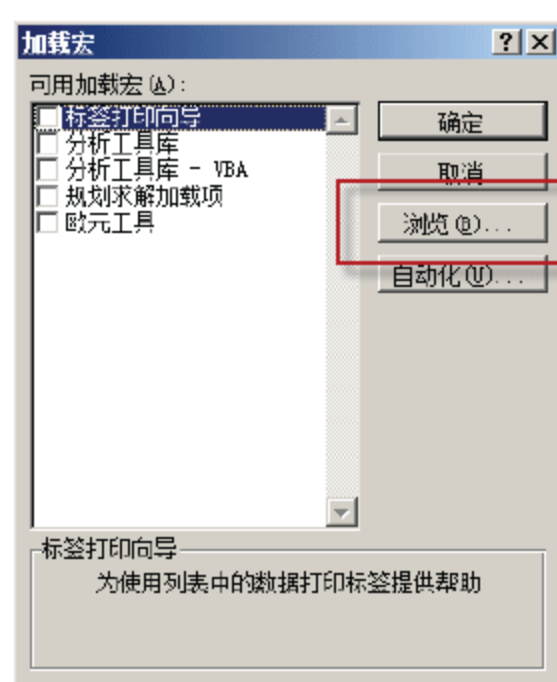 加载宏
可用加载宏(A):
标签打印向导
分析工具库
分析工具库 - VBA
规划求解加载项
欧元工具
确定
取消
浏览(B)...
自动化(U)...
标签打印向导
为使用列表中的数据打印标签提供帮助